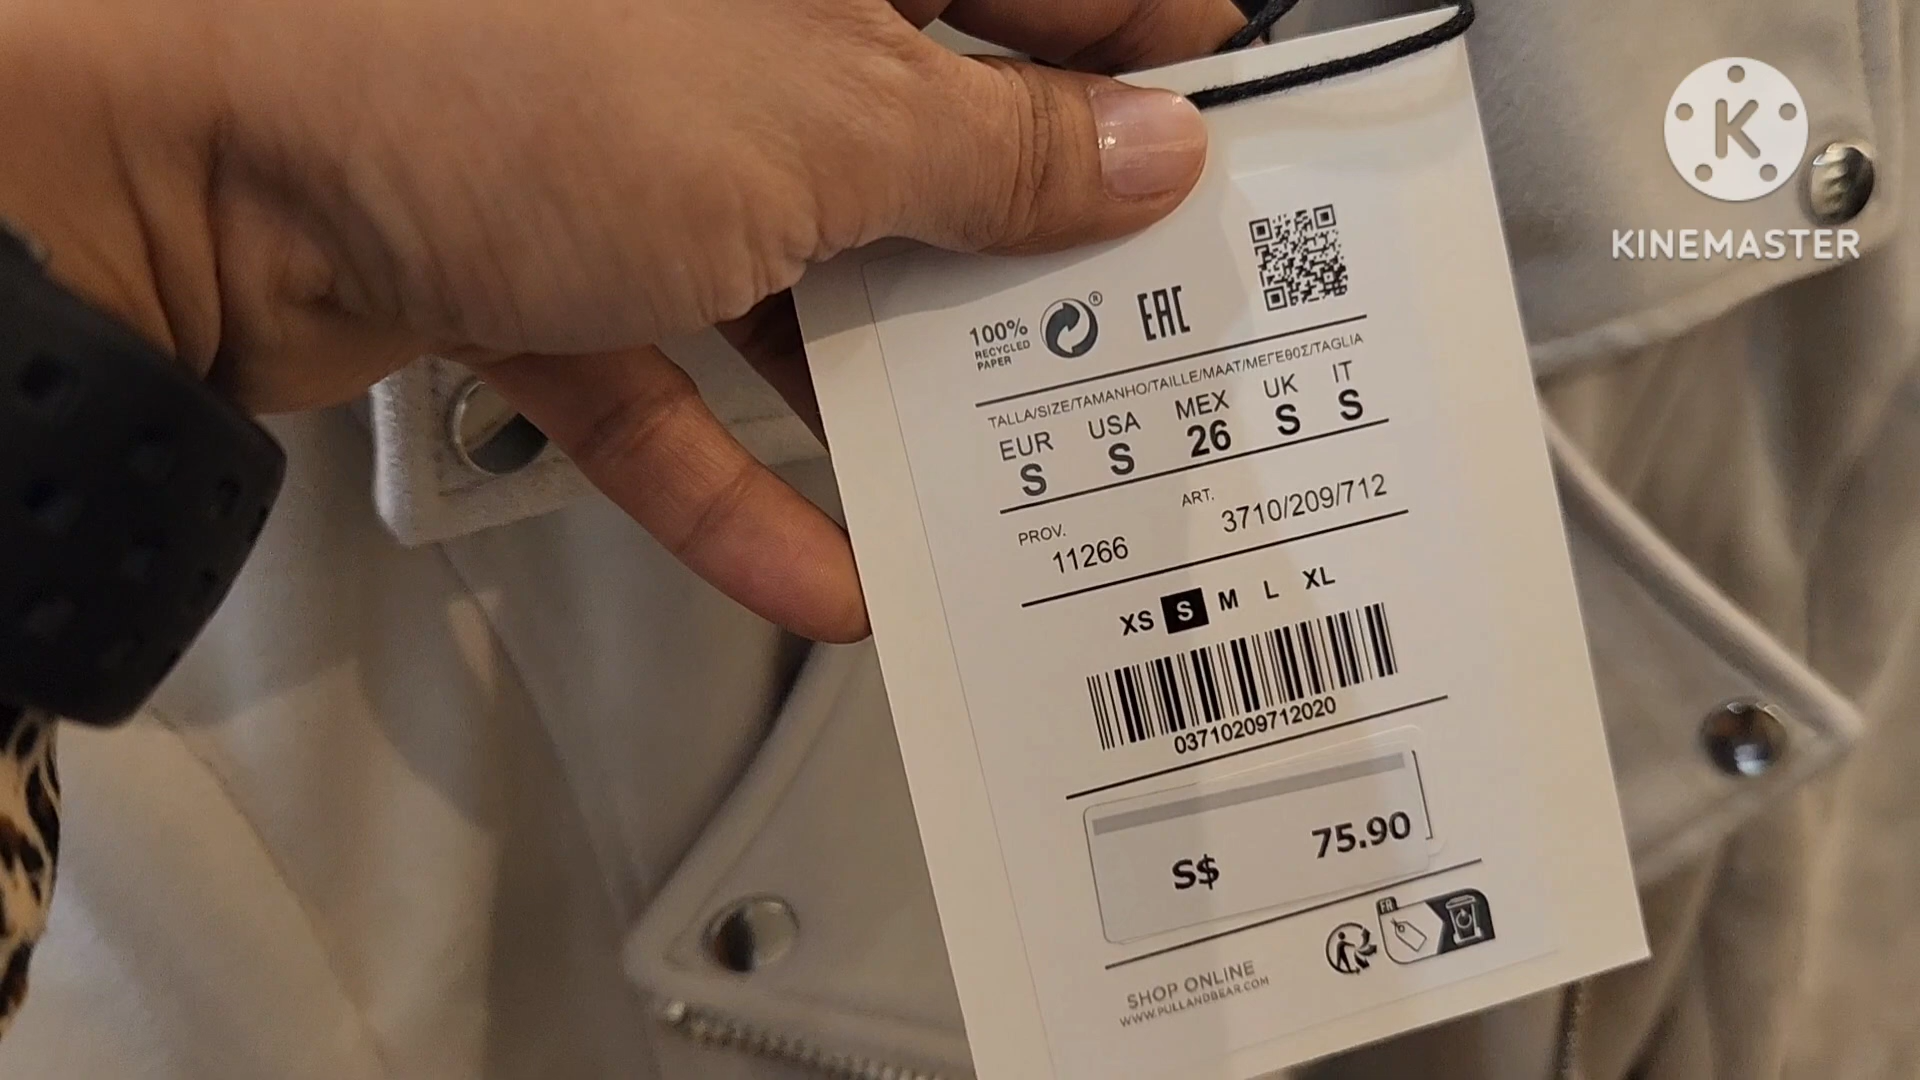 K
KINEMASTER
100%
RECYCLED
PAPER
®
EAC
TALLA/SIZE/TAMANHO/TAILLE/MAAT/ΜΕΓΕΘΟΣ/TAGLIA
EUR USA MEX UK IT
S S 26 S S
PROV. ART.
11266 3710/209/712
XS S M L XL
03710209712020
S$ 75.90
FR
SHOP ONLINE
WWW.PULLANDBEAR.COM